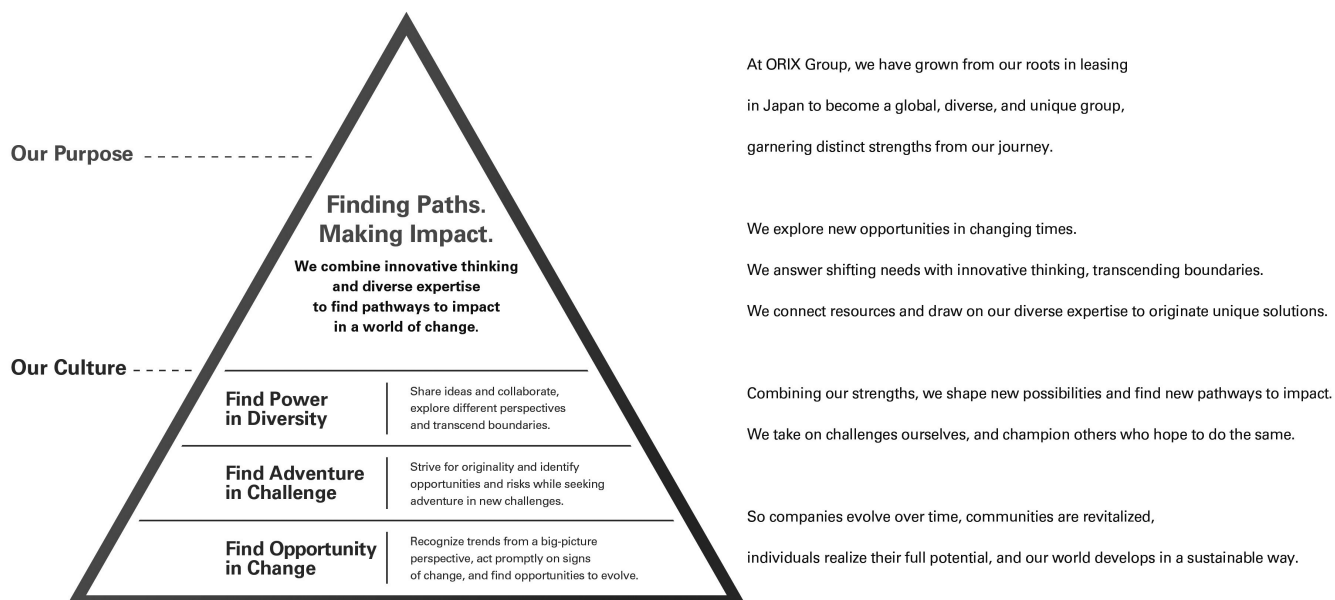 Our Purpose
Finding Paths.
Making Impact.
We combine innovative thinking
and diverse expertise
to find pathways to impact
in a world of change.
Our Culture
Find Power
in Diversity
Share ideas and collaborate,
explore different perspectives
and transcend boundaries.
Find Adventure
in Challenge
Strive for originality and identify
opportunities and risks while seeking
adventure in new challenges.
Find Opportunity
in Change
Recognize trends from a big-picture
perspective, act promptly on signs
of change, and find opportunities to evolve.
At ORIX Group, we have grown from our roots in leasing
in Japan to become a global, diverse, and unique group,
garnering distinct strengths from our journey.
We explore new opportunities in changing times.
We answer shifting needs with innovative thinking, transcending boundaries.
We connect resources and draw on our diverse expertise to originate unique solutions.
Combining our strengths, we shape new possibilities and find new pathways to impact.
We take on challenges ourselves, and champion others who hope to do the same.
So companies evolve over time, communities are revitalized,
individuals realize their full potential, and our world develops in a sustainable way.